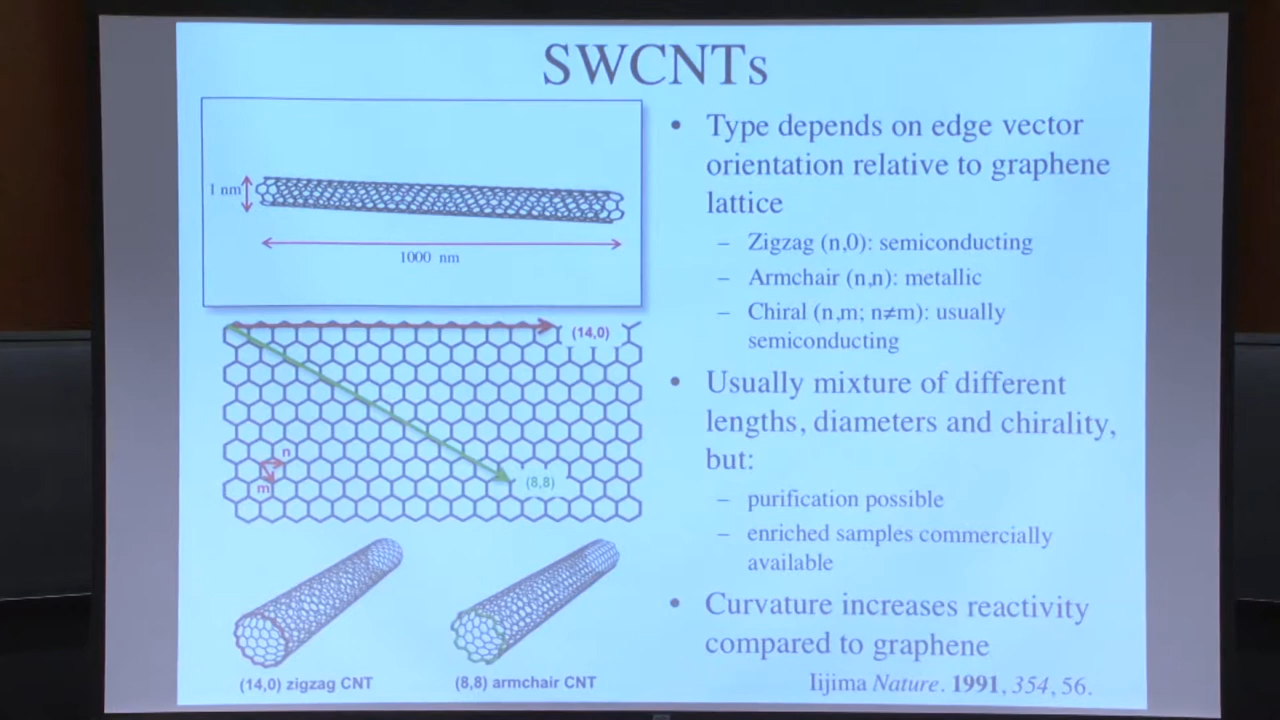 SWCNTs
1 nm
1000 nm
(14,0)
n
m
(8,8)
(14,0) zigzag CNT
(8,8) armchair CNT
• Type depends on edge vector
orientation relative to graphene
lattice
– Zigzag (n,0): semiconducting
– Armchair (n,n): metallic
– Chiral (n,m; n≠m): usually
semiconducting
• Usually mixture of different
lengths, diameters and chirality,
but:
– purification possible
– enriched samples commercially
available
• Curvature increases reactivity
compared to graphene
Iijima Nature. 1991, 354, 56.